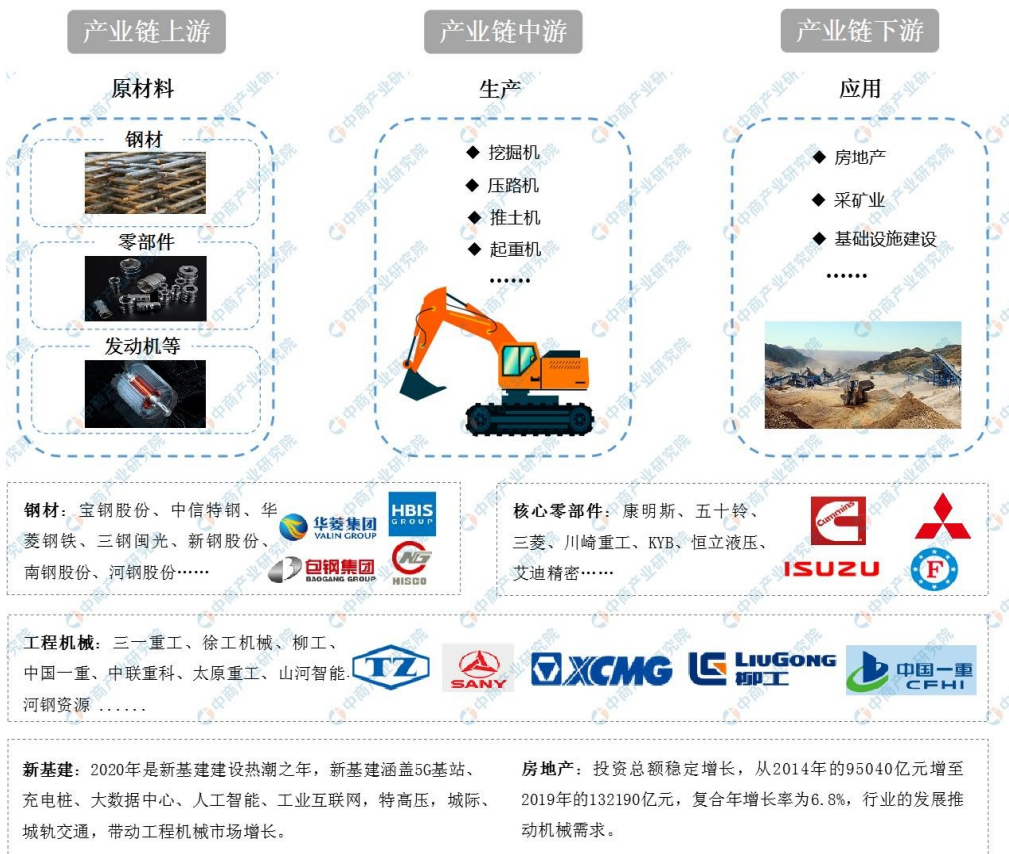 产业链上游
产业链中游
产业链下游
原材料
生产
应用
钢材
零部件
发动机等
◆ 挖掘机
◆ 压路机
◆ 推土机
◆ 起重机
······
◆ 房地产
◆ 采矿业
◆ 基础设施建设
······
钢材：宝钢股份、中信特钢、华
菱钢铁、三钢闽光、新钢股份、
南钢股份、河钢股份······
华菱集团
VALIN GROUP
HBIS
GROUP
包钢集团
BAOGANG GROUP
NG
HISCO
核心零部件：康明斯、五十铃、
三菱、川崎重工、KYB、恒立液压、
艾迪精密······
Cummins
ISUZU
F
工程机械：三一重工、徐工机械、柳工、
中国一重、中联重科、太原重工、山河智能
河钢资源 ......
TZ
SANY
XCMG
LIUGONG
柳工
中国一重
CFHI
新基建：2020年是新基建建设热潮之年，新基建涵盖5G基站、
充电桩、大数据中心、人工智能、工业互联网，特高压，城际、
城轨交通，带动工程机械市场增长。
房地产：投资总额稳定增长，从2014年的95040亿元增至
2019年的132190亿元，复合年增长率为6.8%，行业的发展推
动机械需求。
中商产业研究院